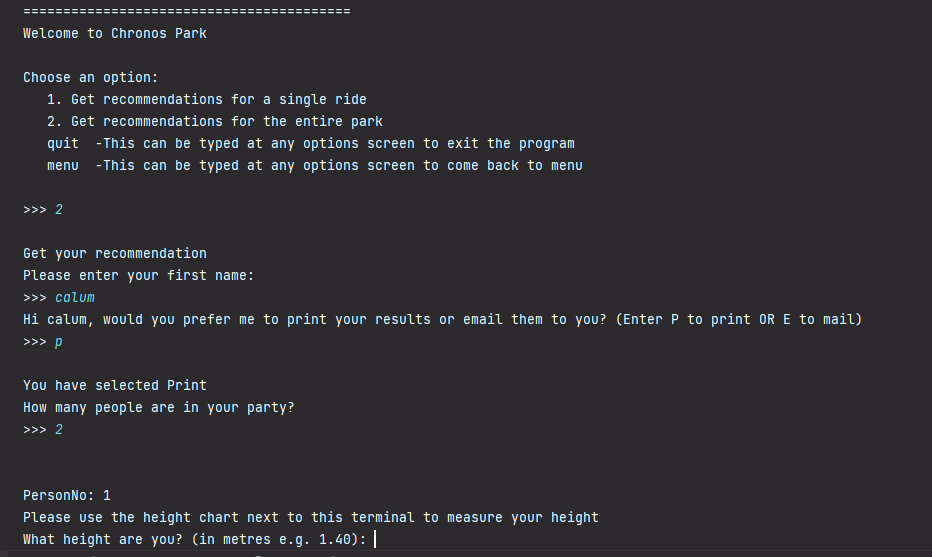 =========================================
Welcome to Chronos Park
Choose an option:
1. Get recommendations for a single ride
2. Get recommendations for the entire park
quit -This can be typed at any options screen to exit the program
menu -This can be typed at any options screen to come back to menu
>>> 2
Get your recommendation
Please enter your first name:
>>> calum
Hi calum, would you prefer me to print your results or email them to you? (Enter P to print OR E to mail)
>>> p
You have selected Print
How many people are in your party?
>>> 2
PersonNo: 1
Please use the height chart next to this terminal to measure your height
What height are you? (in metres e.g. 1.40):